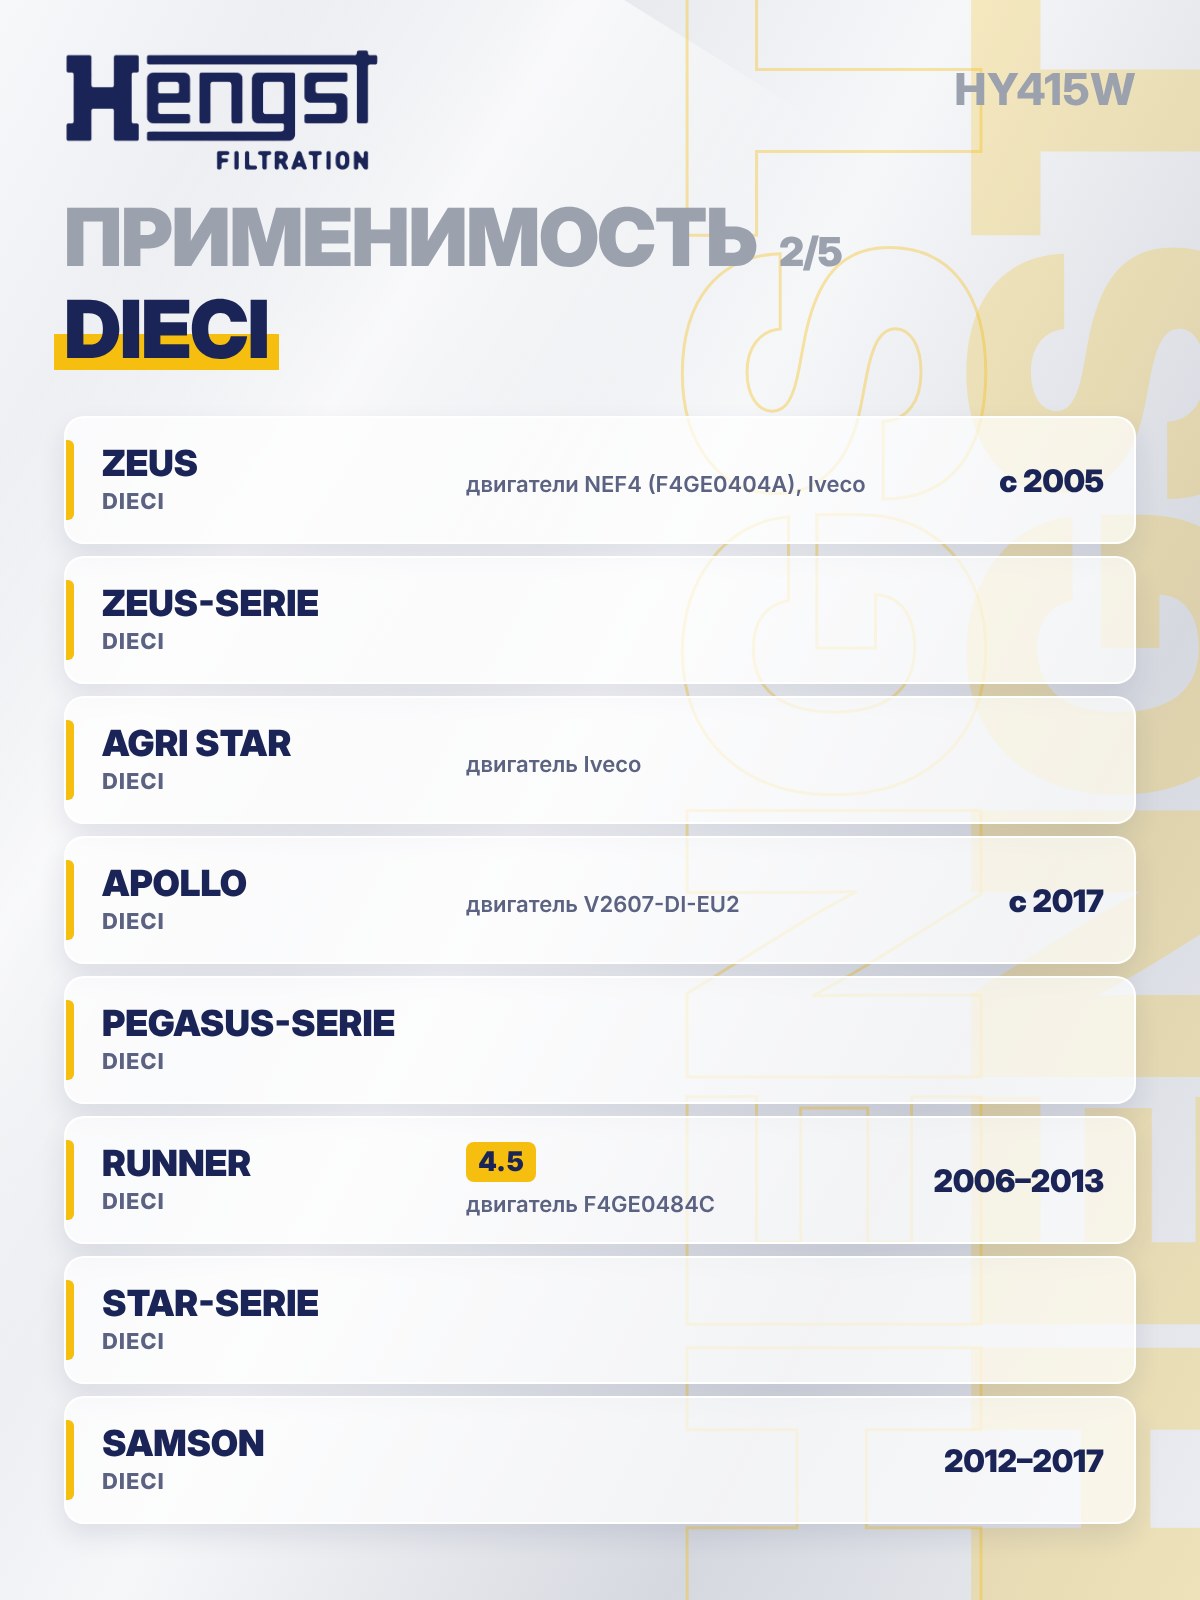 Hengst
FILTRATION
HY415W
ПРИМЕНИМОСТЬ 2/5
DIECI
ZEUS
DIECI
двигатели NEF4 (F4GE0404A), Iveco
с 2005
ZEUS-SERIE
DIECI
AGRI STAR
DIECI
двигатель Iveco
APOLLO
DIECI
двигатель V2607-DI-EU2
с 2017
PEGASUS-SERIE
DIECI
RUNNER
DIECI
4.5
двигатель F4GE0484C
2006–2013
STAR-SERIE
DIECI
SAMSON
DIECI
2012–2017
HENGST
HENGST